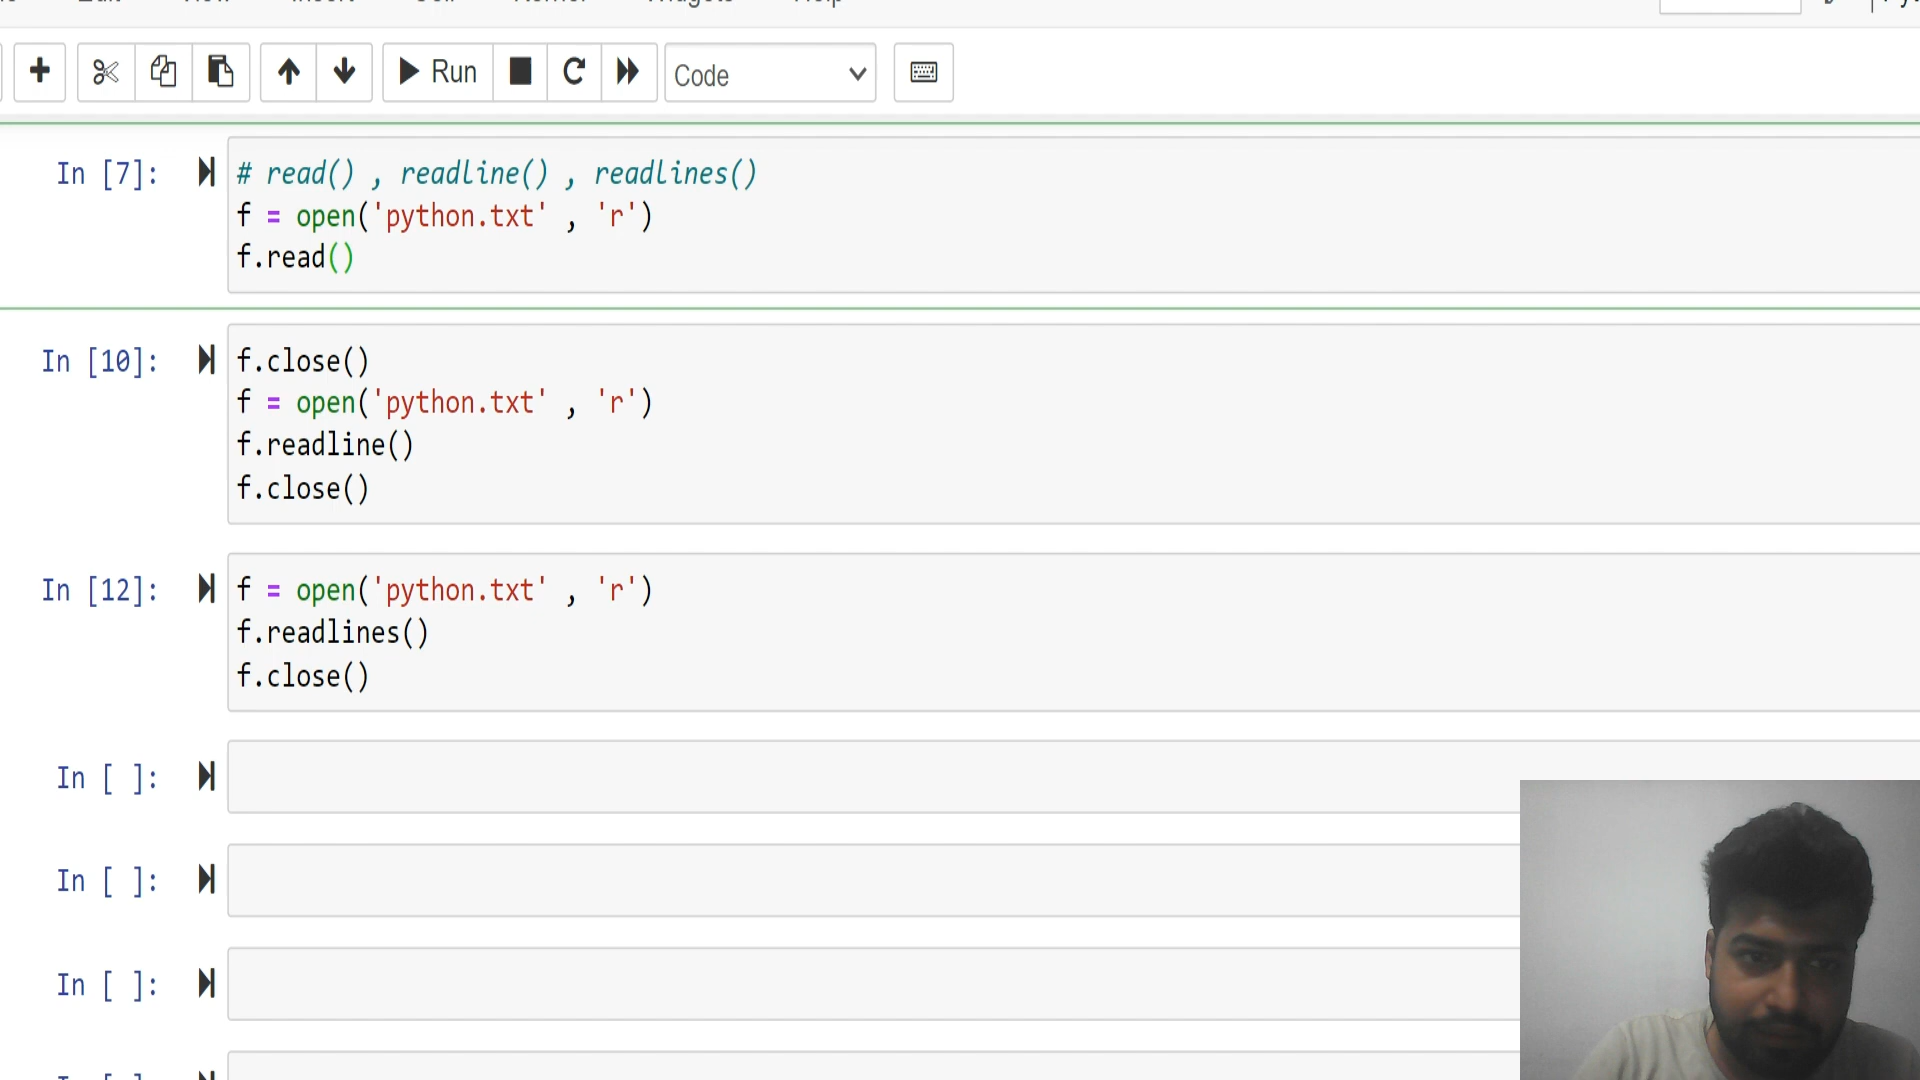 Run
Code
In [7]:
# read() , readline() , readlines()
f = open('python.txt' , 'r')
f.read()
In [10]:
f.close()
f = open('python.txt' , 'r')
f.readline()
f.close()
In [12]:
f = open('python.txt' , 'r')
f.readlines()
f.close()
In [ ]:
In [ ]:
In [ ]: